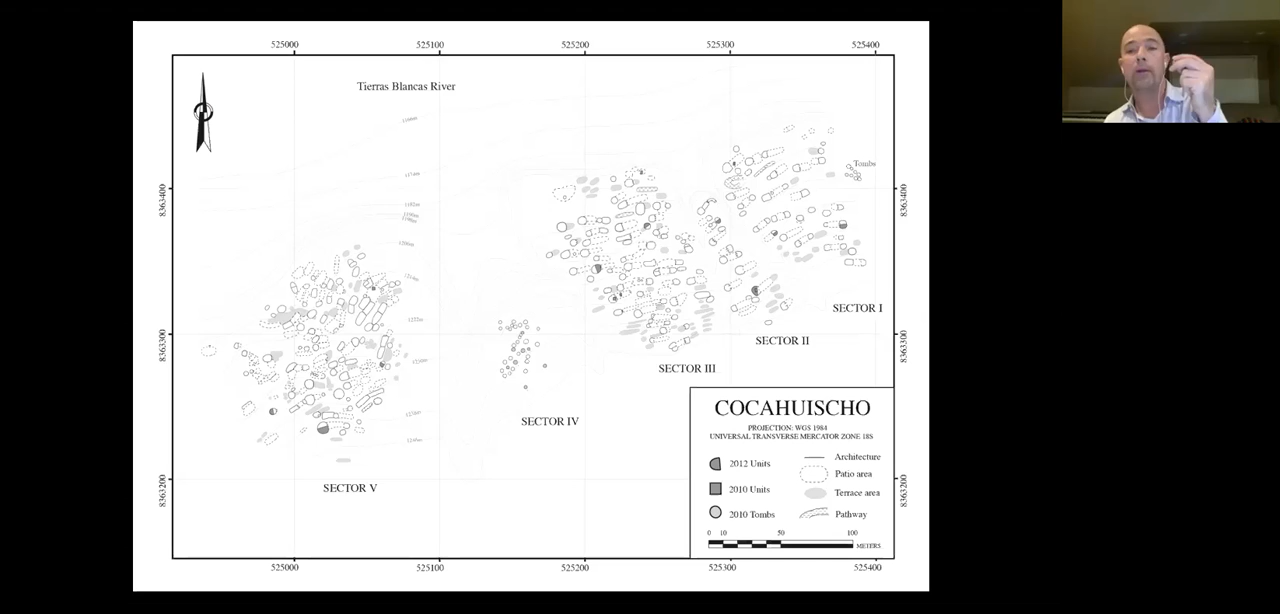 525000 525100 525200 525300 525400
Tierras Blancas River
Tombs
8363400 8363400
8363300 8363300
8363200 8363200
SECTOR I
SECTOR II
SECTOR III
SECTOR IV
SECTOR V
COCAHUISCHO
PROJECTION: WGS 1984
UNIVERSAL TRANSVERSE MERCATOR ZONE 18S
2012 Units
2010 Units
2010 Tombs
Architecture
Patio area
Terrace area
Pathway
0 10 50 100
METERS
525000 525100 525200 525300 525400